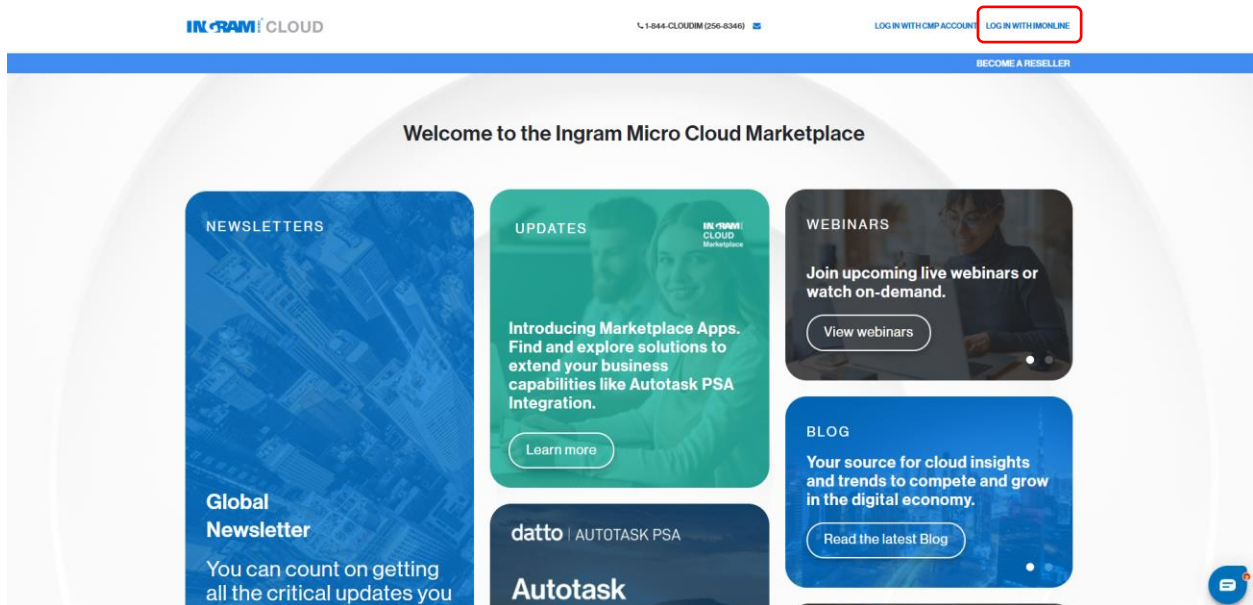 INGRAM MICRO CLOUD
1-844-CLOUDIM (256-8346)
LOG IN WITH CMP ACCOUNT
LOG IN WITH IMONLINE
BECOME A RESELLER
Welcome to the Ingram Micro Cloud Marketplace
NEWSLETTERS
Global
Newsletter
You can count on getting
all the critical updates you
UPDATES
INGRAM
CLOUD
Marketplace
Introducing Marketplace Apps.
Find and explore solutions to
extend your business
capabilities like Autotask PSA
Integration.
Learn more
datto | AUTOTASK PSA
Autotask
WEBINARS
Join upcoming live webinars or
watch on-demand.
View webinars
BLOG
Your source for cloud insights
and trends to compete and grow
in the digital economy.
Read the latest Blog